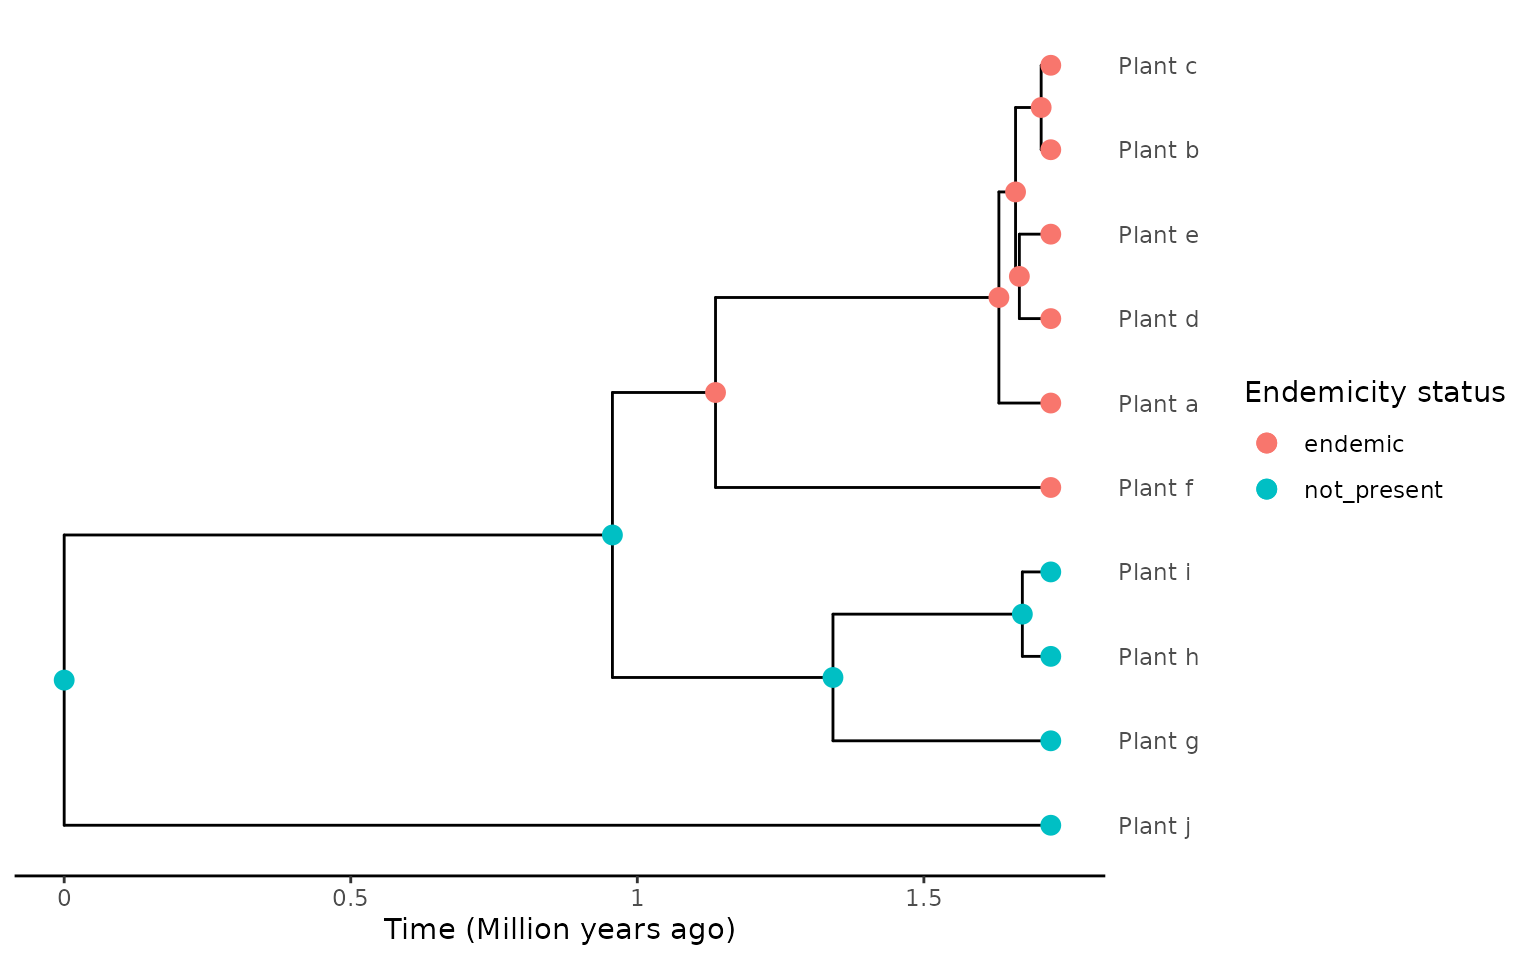 Plant c
Plant b
Plant e
Plant d
Plant a
Plant f
Plant i
Plant h
Plant g
Plant j
Endemicity status
endemic
not_present
0 0.5 1 1.5
Time (Million years ago)